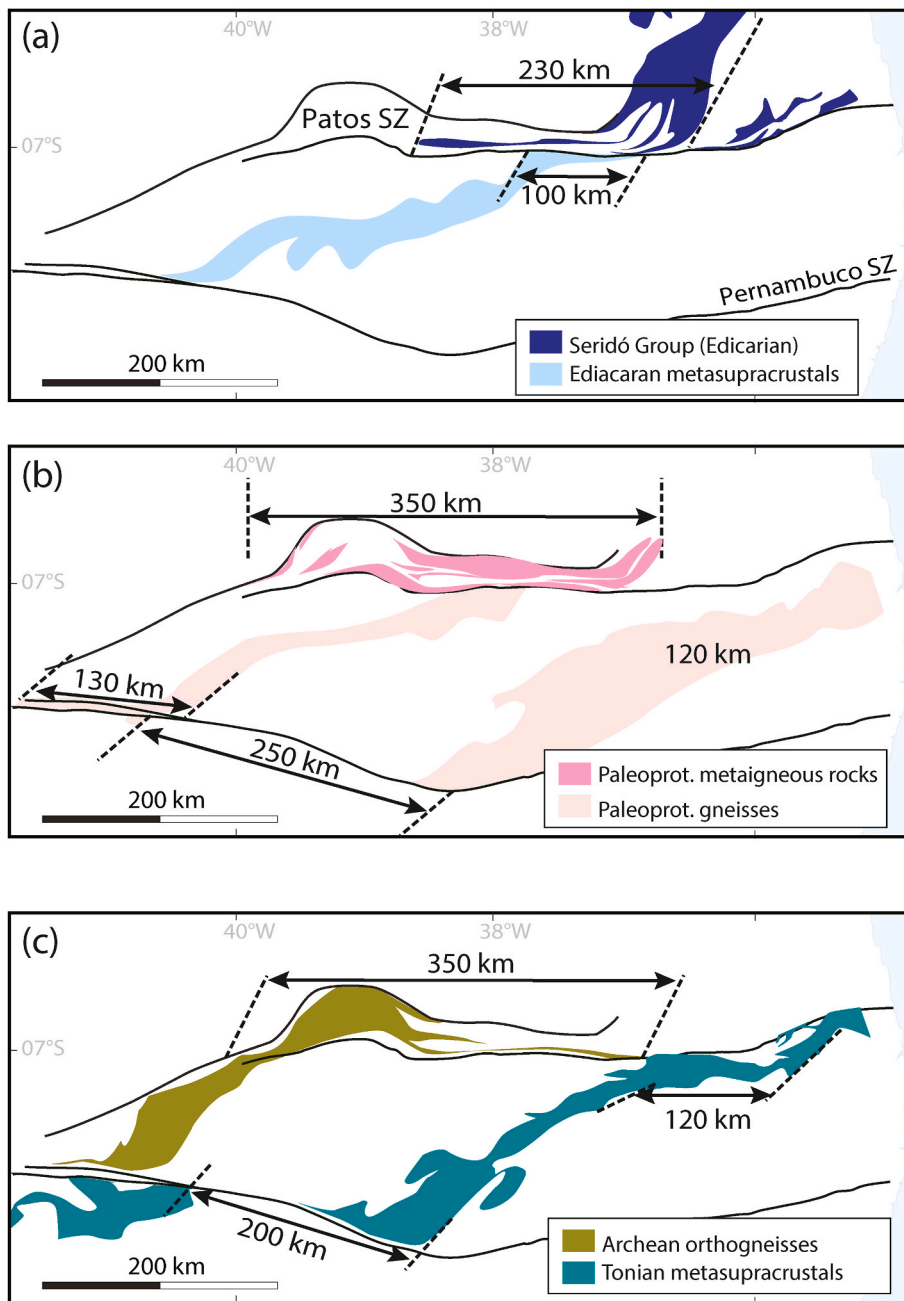 (a)
40°W
38°W
230 km
Patos SZ
07°S
100 km
Pernambuco SZ
200 km
Seridó Group (Edicarian)
Ediacaran metasupracrustals
(b)
40°W
38°W
350 km
07°S
120 km
130 km
250 km
200 km
Paleoprot. metaigneous rocks
Paleoprot. gneisses
(c)
40°W
38°W
350 km
07°S
120 km
200 km
200 km
Archean orthogneisses
Tonian metasupracrustals